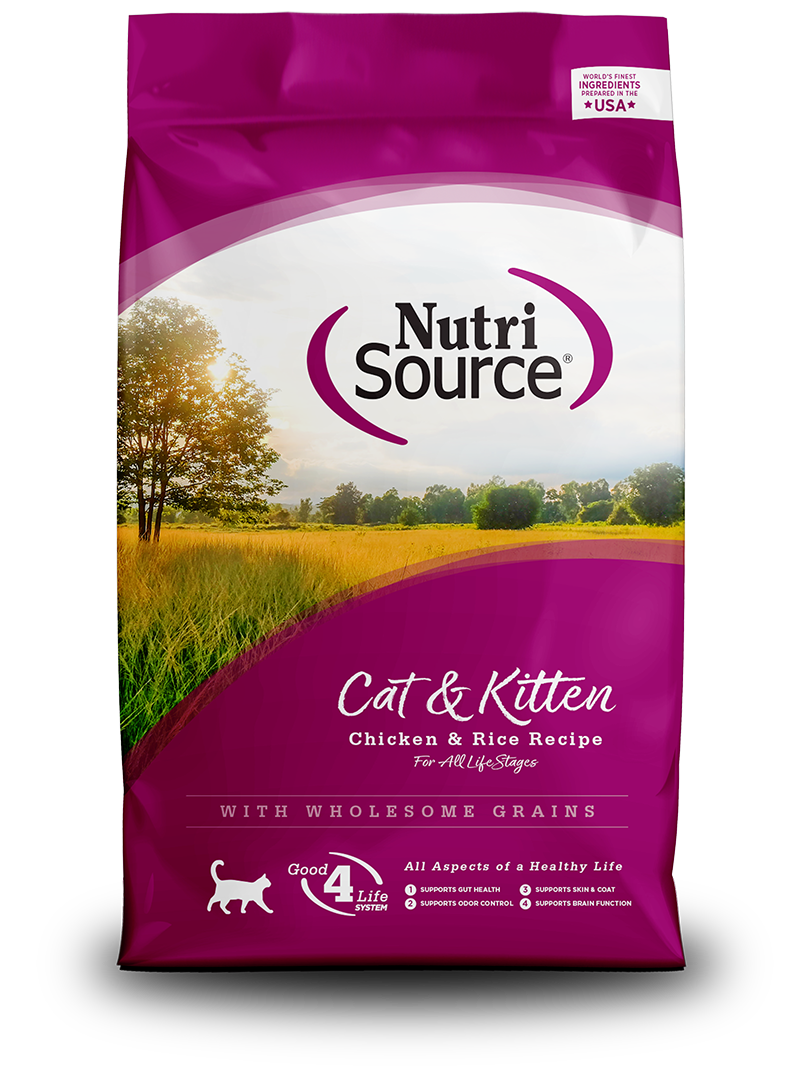 WORLD'S FINEST
INGREDIENTS
PREPARED IN THE
★USA★
Nutri
Source®
Cat & Kitten
Chicken & Rice Recipe
For All Life Stages
WITH WHOLESOME GRAINS
Good 4 Life
SYSTEM
All Aspects of a Healthy Life
1 SUPPORTS GUT HEALTH
2 SUPPORTS ODOR CONTROL
3 SUPPORTS SKIN & COAT
4 SUPPORTS BRAIN FUNCTION